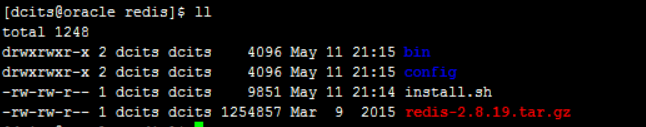 [dcits@oracle redis]$ ll
total 1248
drwxrwxr-x 2 dcits dcits    4096 May 11 21:15 bin
drwxrwxr-x 2 dcits dcits    4096 May 11 21:15 config
-rw-rw-r-- 1 dcits dcits    9851 May 11 21:14 install.sh
-rw-rw-r-- 1 dcits dcits 1254857 Mar  9  2015 redis-2.8.19.tar.gz